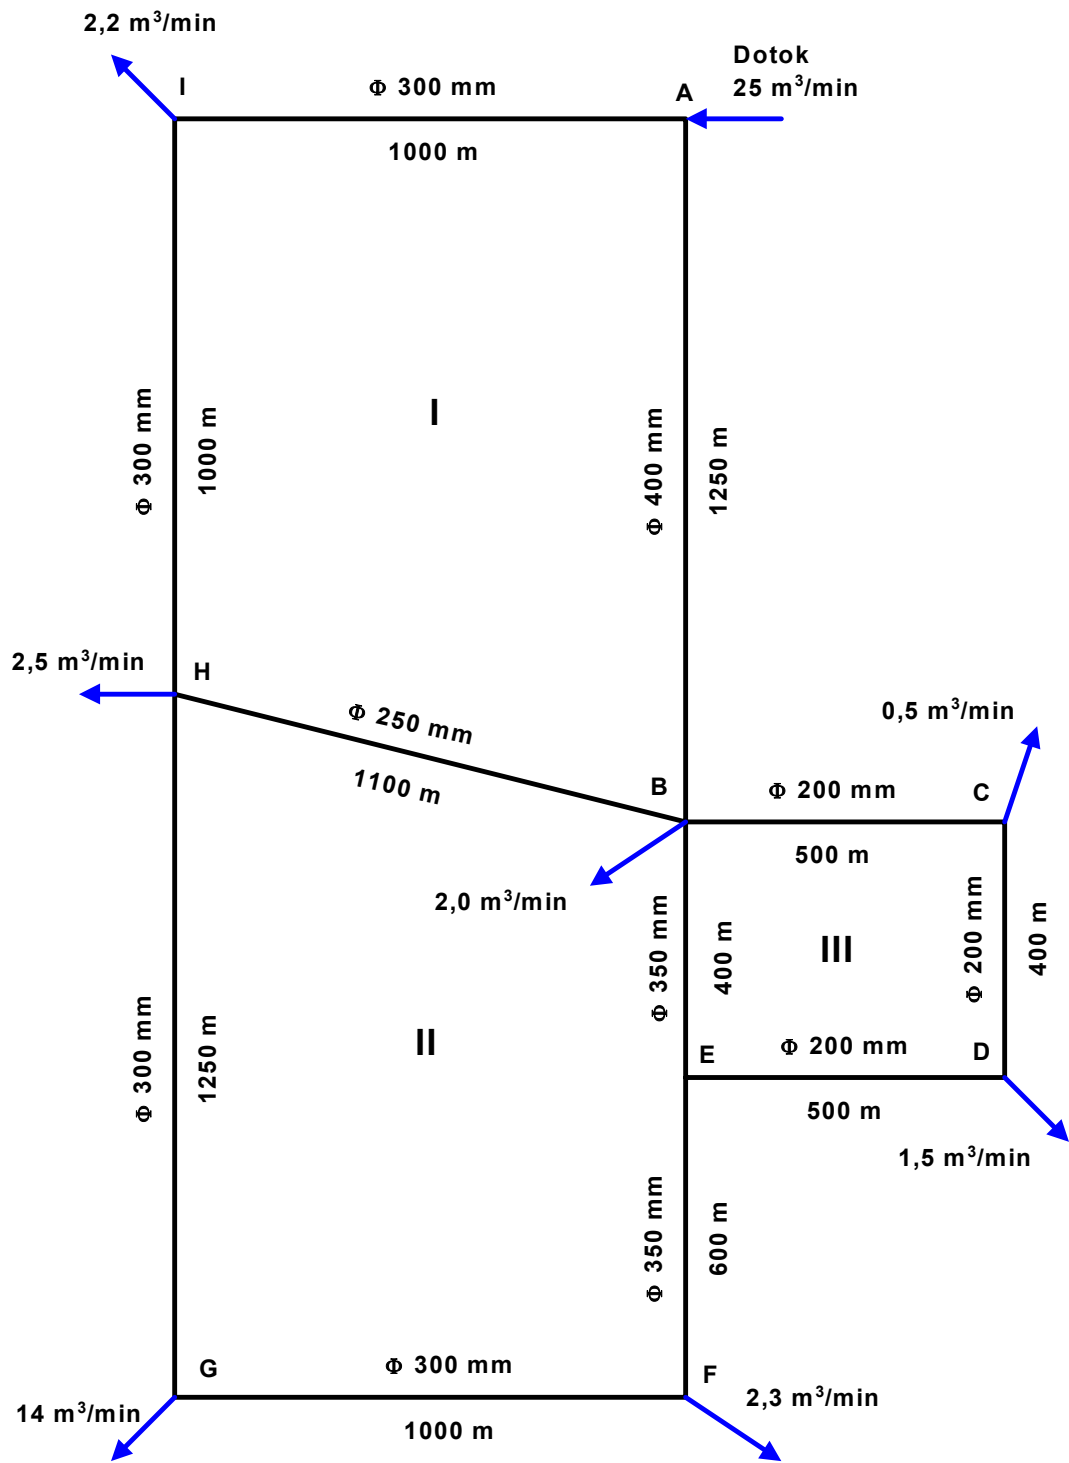 2,2 m³/min
Dotok
25 m³/min
I
Φ 300 mm
A
1000 m
Φ 300 mm
1000 m
I
Φ 400 mm
1250 m
2,5 m³/min
H
Φ 250 mm
1100 m
B
Φ 200 mm
C
0,5 m³/min
500 m
2,0 m³/min
Φ 350 mm
400 m
III
Φ 200 mm
400 m
Φ 300 mm
1250 m
II
E
Φ 200 mm
D
500 m
1,5 m³/min
Φ 350 mm
600 m
G
Φ 300 mm
F
14 m³/min
1000 m
2,3 m³/min